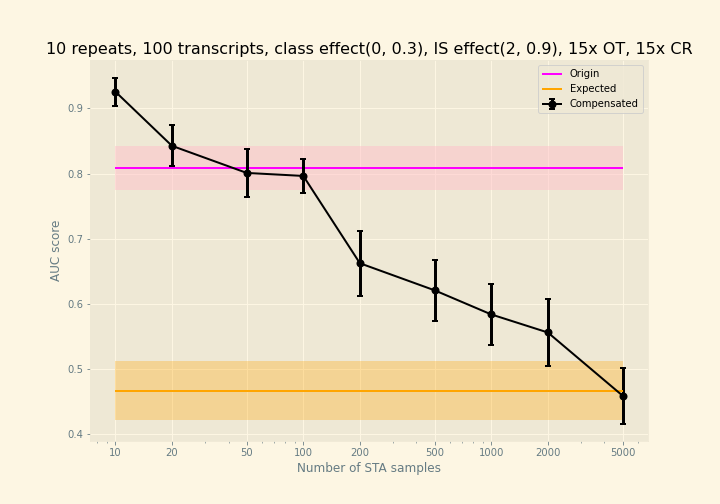 10 repeats, 100 transcripts, class effect(0, 0.3), IS effect(2, 0.9), 15x OT, 15x CR
Origin
Expected
Compensated
0.9
0.8
0.7
0.6
0.5
0.4
AUC score
10 20 50 100 200 500 1000 2000 5000
Number of STA samples